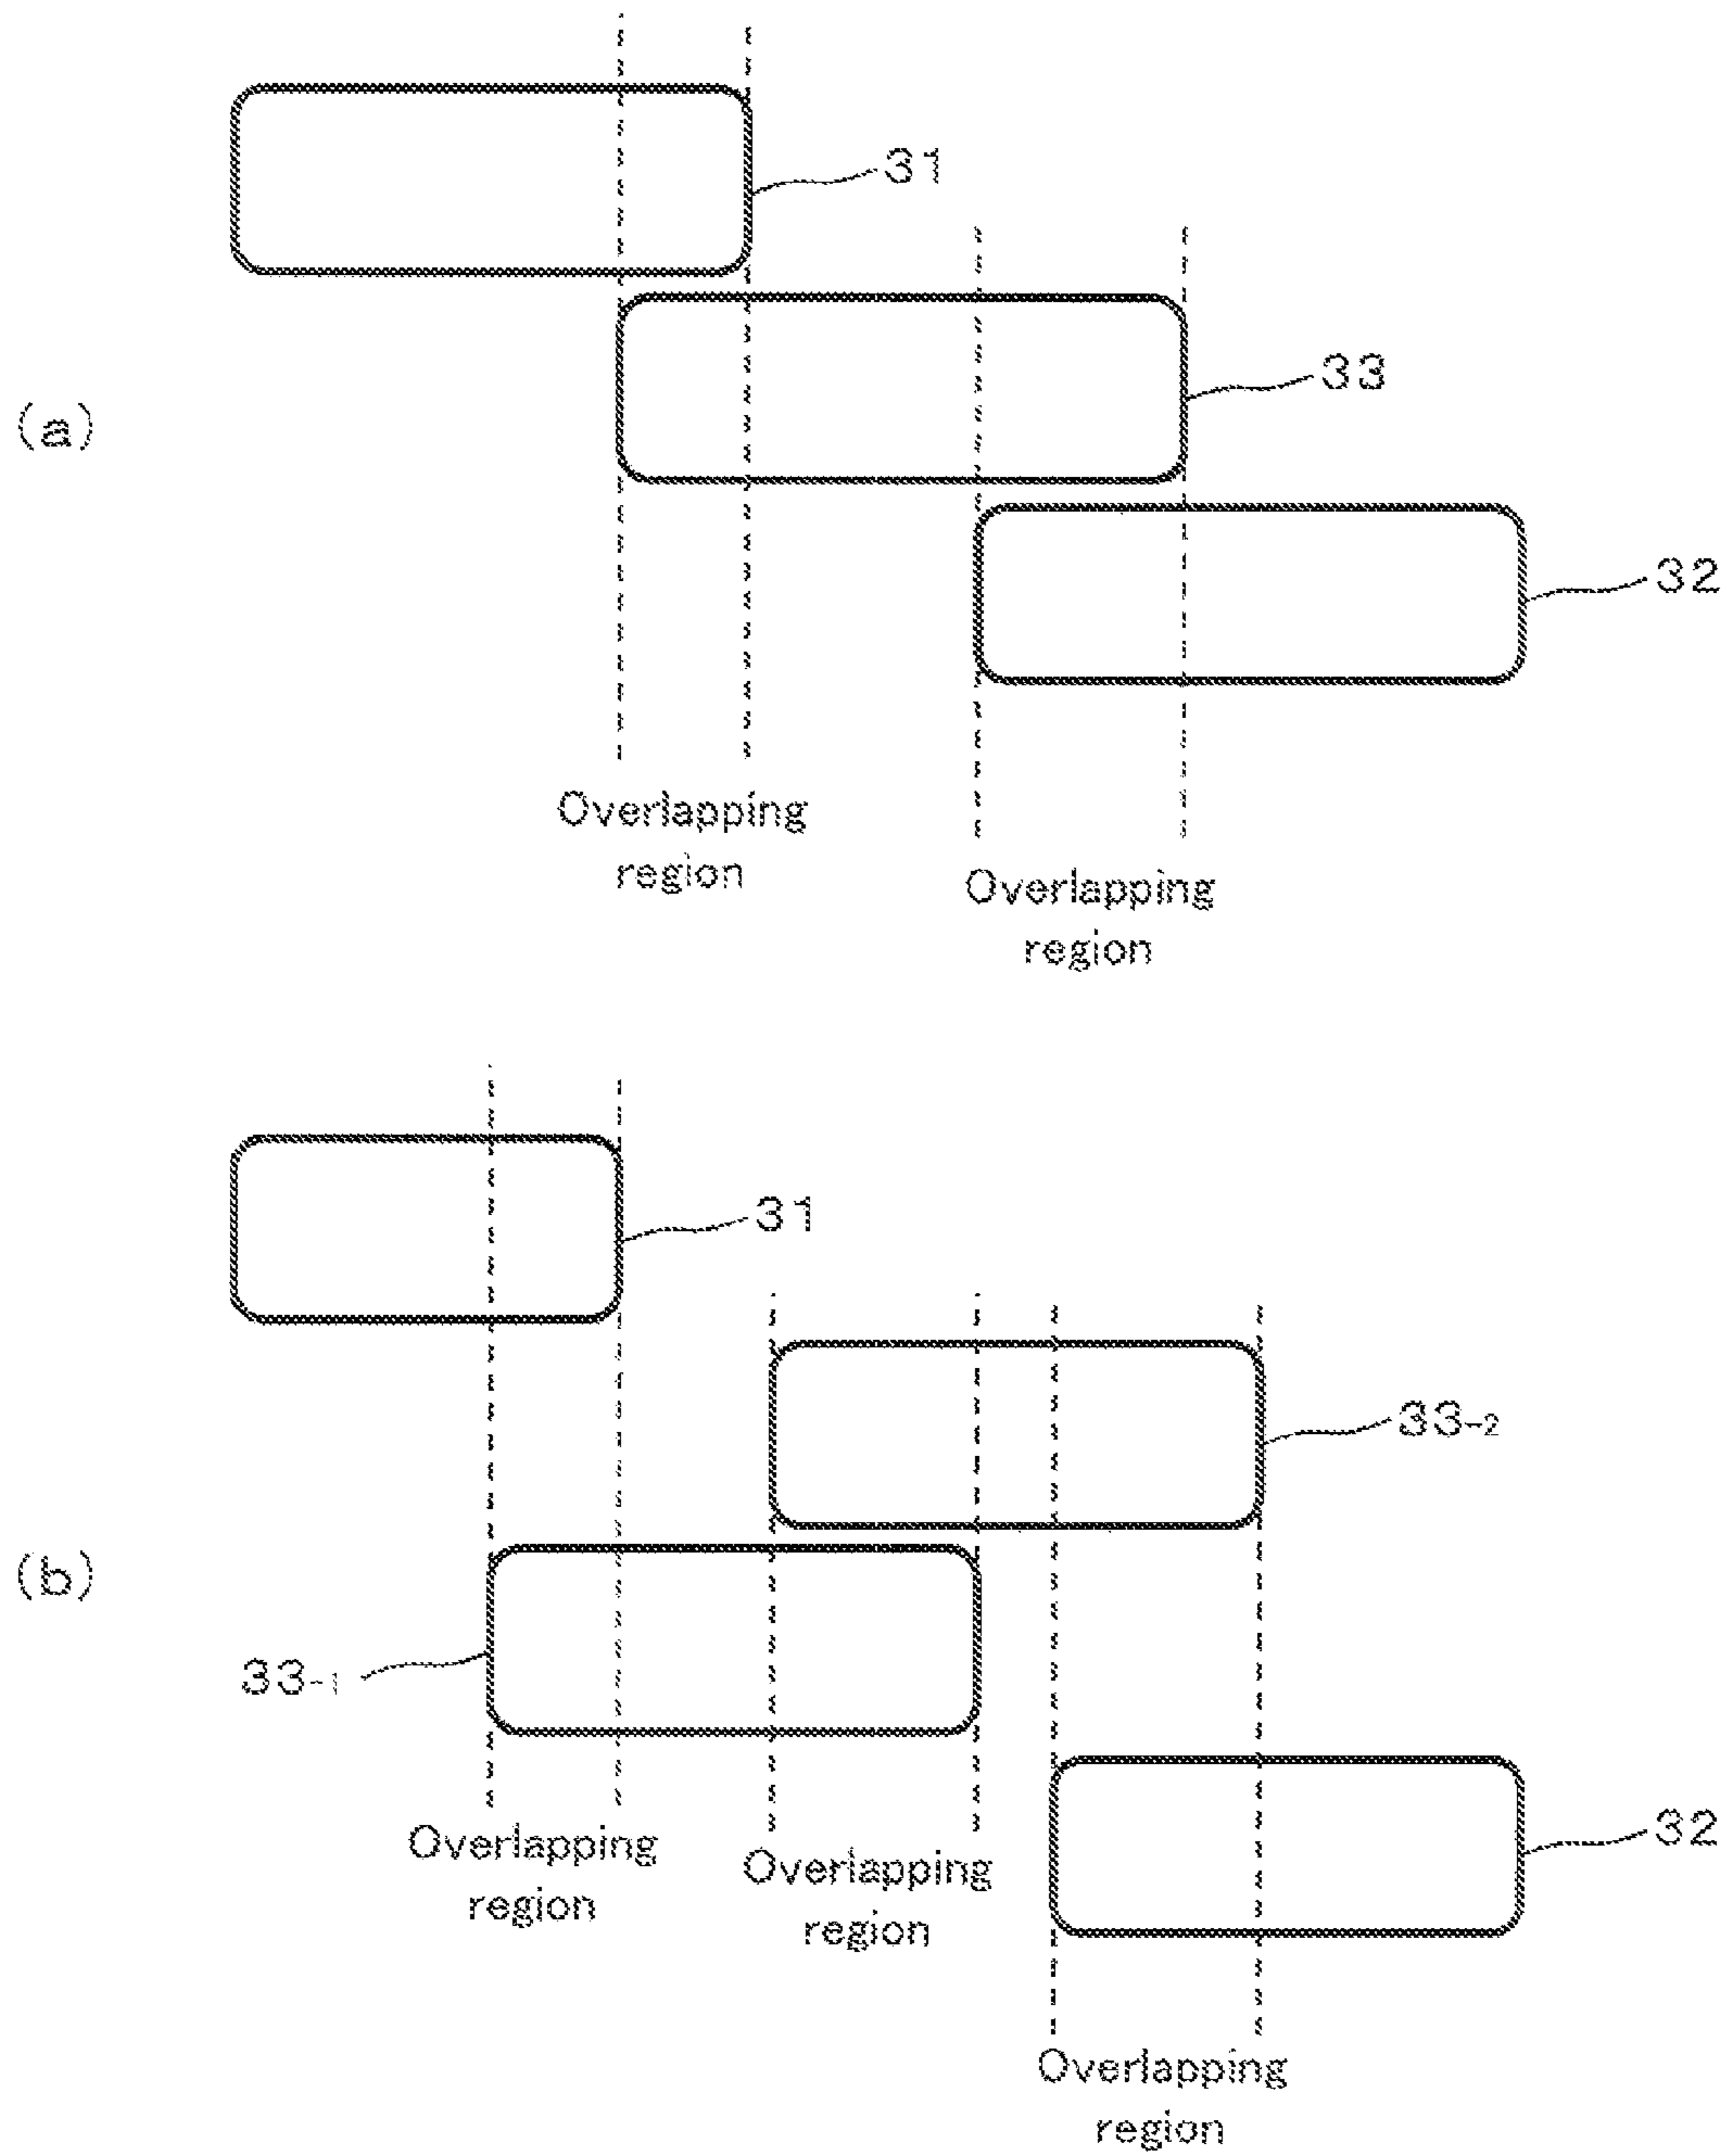 31
33
(a)
32
Overlapping
region
Overlapping
region
31
33-2
(b)
33-1
32
Overlapping
region
Overlapping
region
Overlapping
region